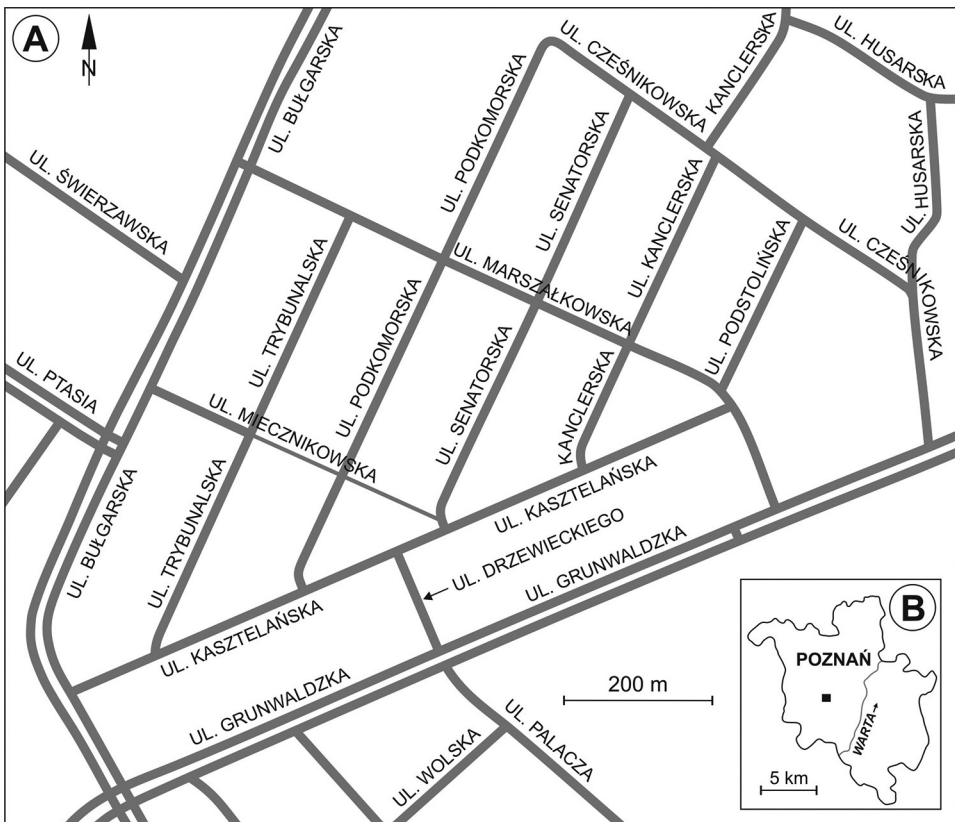 A
N
UL. BUŁGARSKA
UL. ŚWIERZAWSKA
UL. PODKOMORSKA
UL. CZEŚNIKOWSKA
KANCLERSKA
UL. HUSARSKA
UL. HUSARSKA
UL. SENATORSKA
UL. KANCLERSKA
UL. CZEŚNIKOWSKA
UL. MARSZAŁKOWSKA
UL. PODSTOLIŃSKA
UL. TRYBUNALSKA
UL. PODKOMORSKA
UL. PTASIA
UL. MIECZNIKOWSKA
UL. SENATORSKA
KANCLERSKA
UL. BUŁGARSKA
UL. TRYBUNALSKA
UL. KASZTELAŃSKA
UL. DRZEWIECKIEGO
UL. GRUNWALDZKA
UL. KASZTELAŃSKA
UL. GRUNWALDZKA
200 m
UL. PALACZA
UL. WOLSKA
B
POZNAŃ
WARTA
5 km